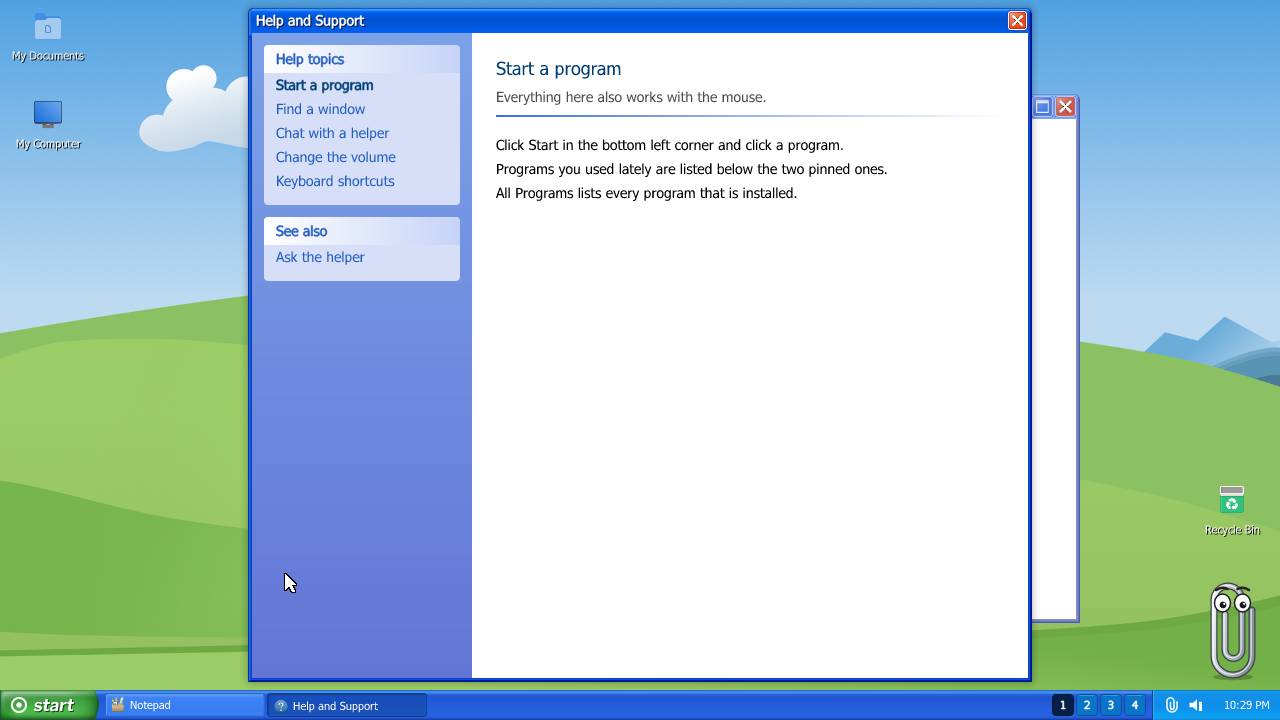 Help and Support
My Documents
My Computer
Help topics
Start a program
Find a window
Chat with a helper
Change the volume
Keyboard shortcuts
See also
Ask the helper
Start a program
Everything here also works with the mouse.
Click Start in the bottom left corner and click a program.
Programs you used lately are listed below the two pinned ones.
All Programs lists every program that is installed.
Recycle Bin
start
Notepad
Help and Support
1 2 3 4
10:29 PM